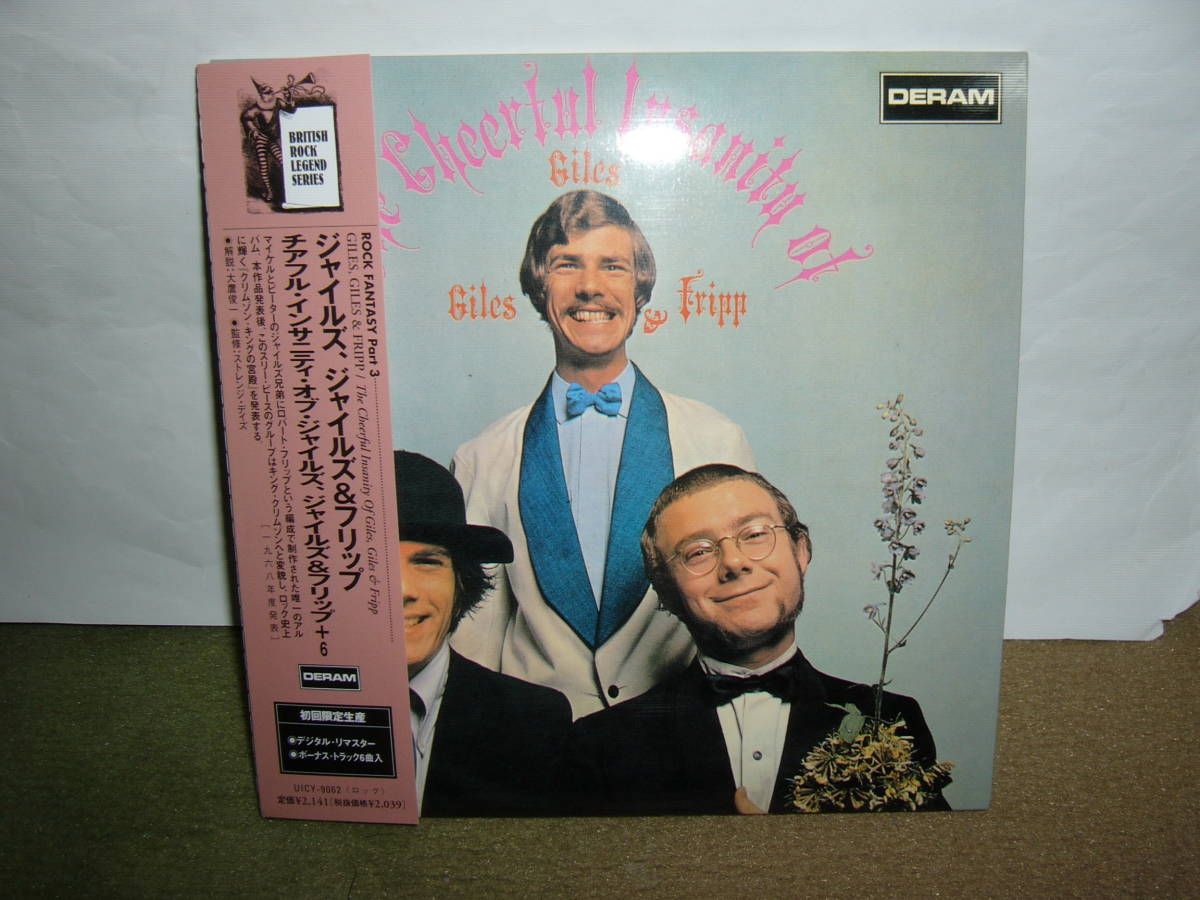 BRITISH
ROCK
LEGEND
SERIES
ROCK FANTASY Part 3
GILES, GILES & FRIPP / The Cheerful Insanity Of Giles, Giles & Fripp
ジャイルズ、ジャイルズ&フリップ
チアフル・インサニティ・オブ・ジャイルズ、ジャイルズ&フリップ+6
マイケルとピーターのジャイルズ兄弟にロバート・フリップという編成で制作された唯一のアル
バム。本作品発表後、このスリー・ピースのグループはキング・クリムゾンへと変貌し、ロック史上
に輝く『クリムゾン・キングの宮殿』を発表する。
[一九六八年度発表]
●解説:大鷹俊一 ●監修:ストレンジ・デイズ
DERAM
初回限定生産
●デジタル・リマスター
●ボーナス・トラック6曲入
UICY-9062 (ロック)
定価¥2,141[税抜価格¥2,039]
Cheerful Insanity of
Giles
Giles & Fripp
DERAM